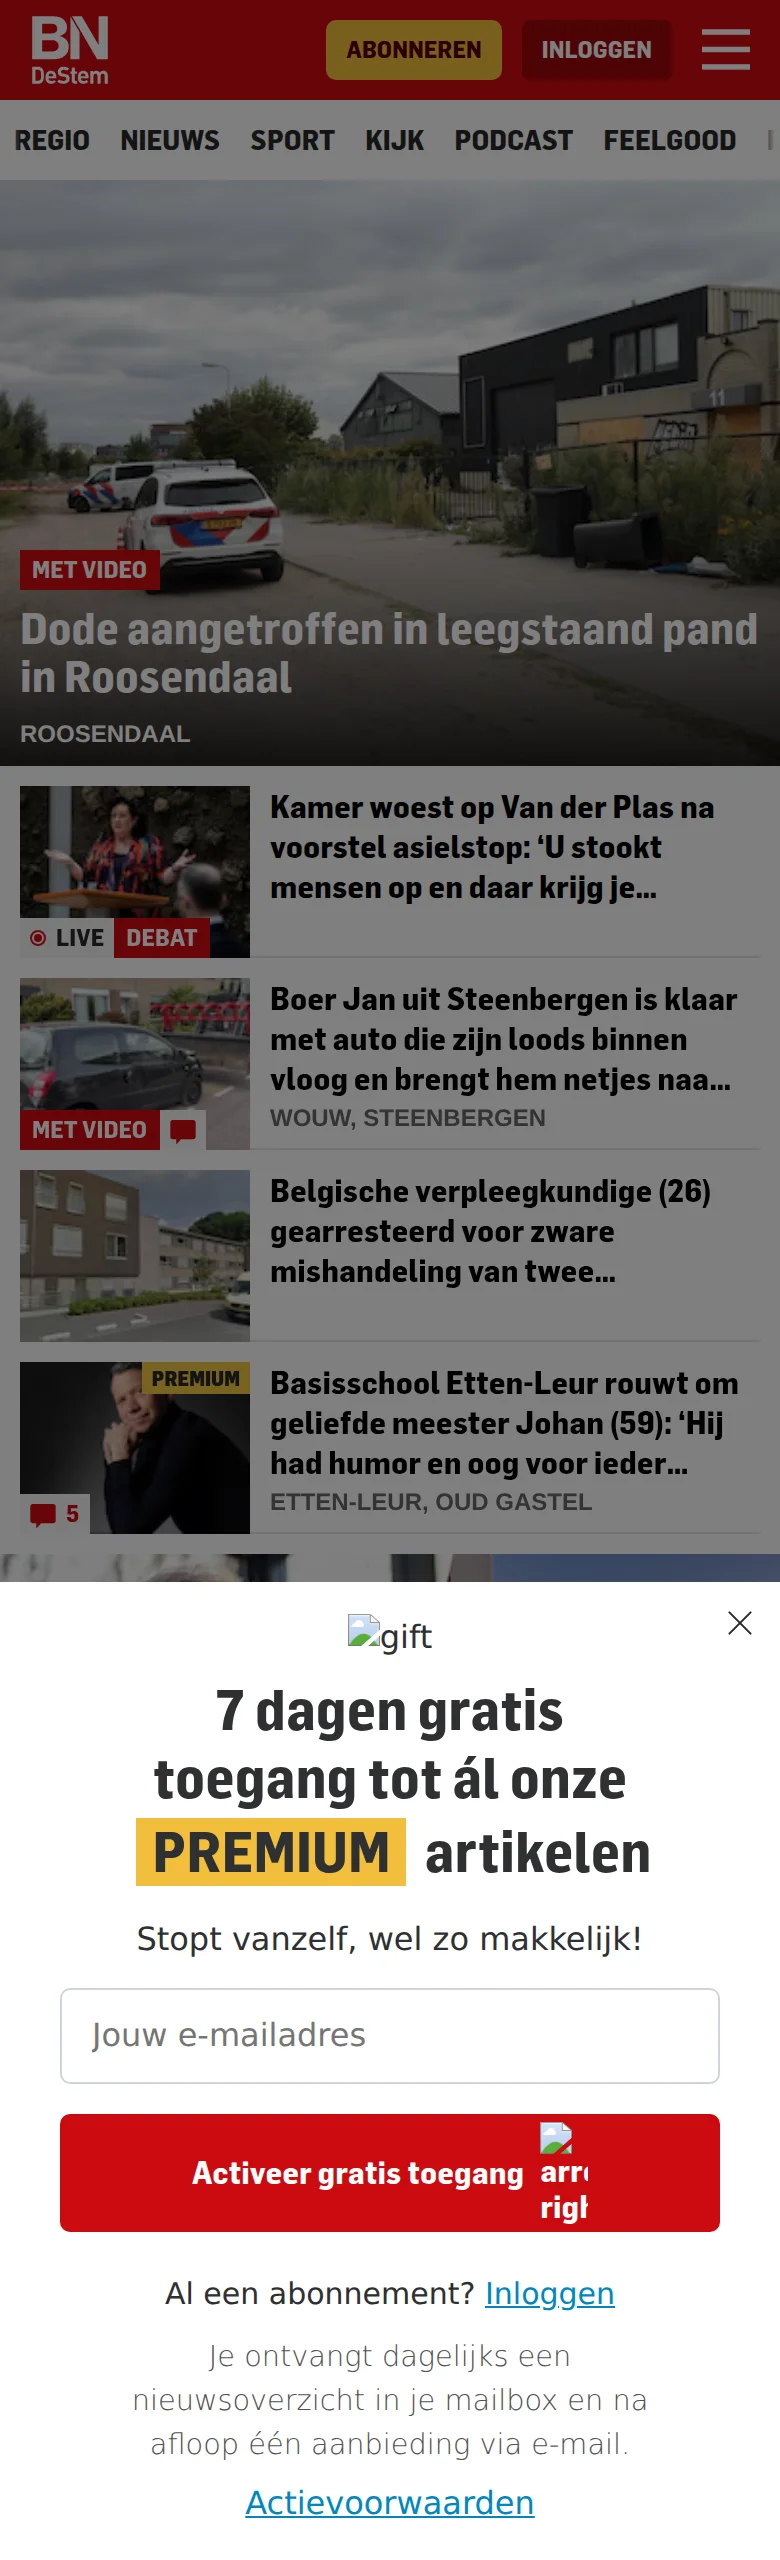 BN
DeStem
ABONNEREN
INLOGGEN
REGIO NIEUWS SPORT KIJK PODCAST FEELGOOD
11
MET VIDEO
Dode aangetroffen in leegstaand pand
in Roosendaal
ROOSENDAAL
Kamer woest op Van der Plas na
voorstel asielstop: ‘U stookt
mensen op en daar krijg je...
LIVE DEBAT
Boer Jan uit Steenbergen is klaar
met auto die zijn loods binnen
vloog en brengt hem netjes naa...
WOUW, STEENBERGEN
MET VIDEO
Belgische verpleegkundige (26)
gearresteerd voor zware
mishandeling van twee...
PREMIUM
Basisschool Etten-Leur rouwt om
geliefde meester Johan (59): ‘Hij
had humor en oog voor ieder...
ETTEN-LEUR, OUD GASTEL
5
gift
7 dagen gratis
toegang tot ál onze
PREMIUM artikelen
Stopt vanzelf, wel zo makkelijk!
Jouw e-mailadres
Activeer gratis toegang
Al een abonnement? Inloggen
Je ontvangt dagelijks een
nieuwsoverzicht in je mailbox en na
afloop één aanbieding via e-mail.
Actievoorwaarden